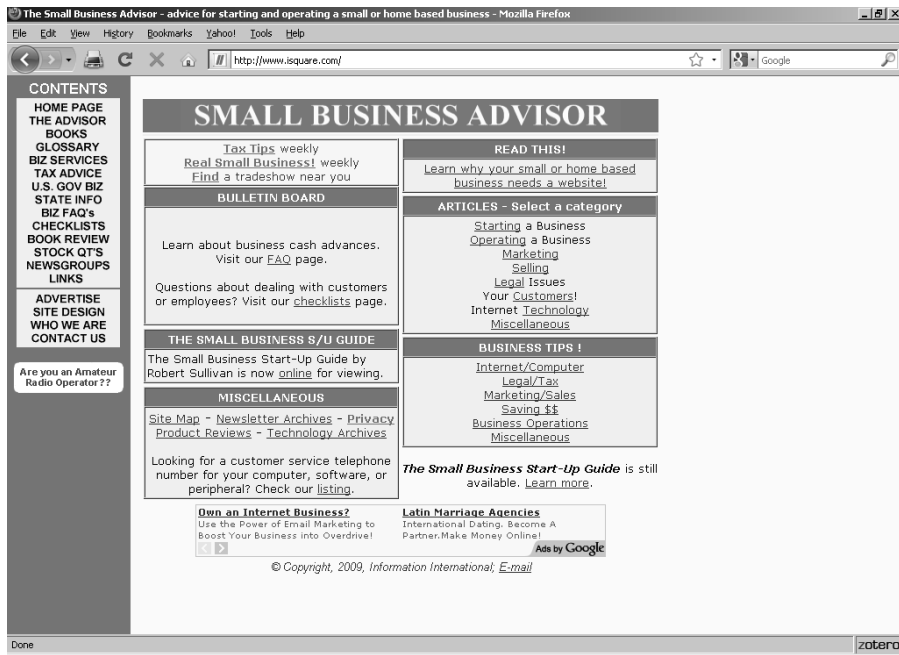 The Small Business Advisor - advice for starting and operating a small or home based business - Mozilla Firefox
File Edit View History Bookmarks Yahoo! Tools Help
http://www.isquare.com/
Google
CONTENTS
HOME PAGE
THE ADVISOR
BOOKS
GLOSSARY
BIZ SERVICES
TAX ADVICE
U.S. GOV BIZ
STATE INFO
BIZ FAQ's
CHECKLISTS
BOOK REVIEW
STOCK QT'S
NEWSGROUPS
LINKS
ADVERTISE
SITE DESIGN
WHO WE ARE
CONTACT US
Are you an Amateur
Radio Operator??
SMALL BUSINESS ADVISOR
Tax Tips weekly
Real Small Business! weekly
Find a tradeshow near you
BULLETIN BOARD
Learn about business cash advances.
Visit our FAQ page.
Questions about dealing with customers
or employees? Visit our checklists page.
THE SMALL BUSINESS S/U GUIDE
The Small Business Start-Up Guide by
Robert Sullivan is now online for viewing.
MISCELLANEOUS
Site Map - Newsletter Archives - Privacy
Product Reviews - Technology Archives
Looking for a customer service telephone
number for your computer, software, or
peripheral? Check our listing.
READ THIS!
Learn why your small or home based
business needs a website!
ARTICLES - Select a category
Starting a Business
Operating a Business
Marketing
Selling
Legal Issues
Your Customers!
Internet Technology
Miscellaneous
BUSINESS TIPS !
Internet/Computer
Legal/Tax
Marketing/Sales
Saving $$
Business Operations
Miscellaneous
The Small Business Start-Up Guide is still
available. Learn more.
Own an Internet Business?
Use the Power of Email Marketing to
Boost Your Business into Overdrive!
Latin Marriage Agencies
International Dating. Become A
Partner.Make Money Online!
Ads by Google
© Copyright, 2009, Information International; E-mail
Done
zotero